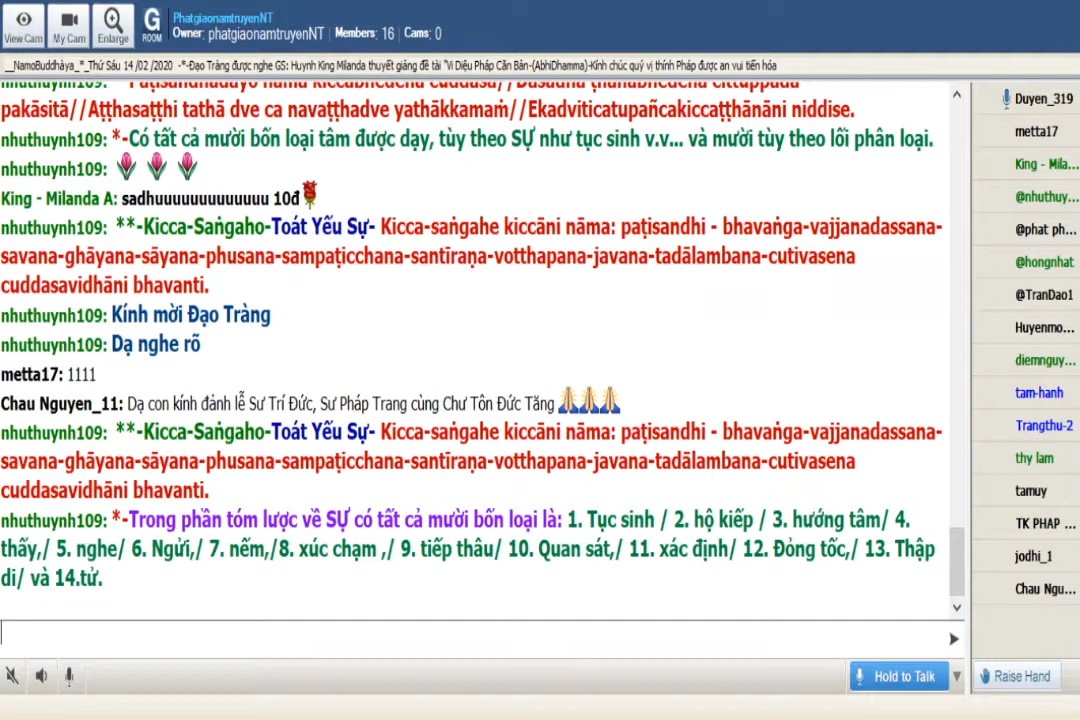 PhatgiaonamtruyenNT
View Cam My Cam Enlarge G ROOM Owner: phatgiaonamtruyenNT Members: 16 Cams: 0
__NamoBuddhàya_*_Thứ Sáu 14 /02 /2020 -*-Đạo Tràng được nghe GS: Huynh King Milanda thuyết giảng đề tài "Vi Diệu Pháp Căn Bản-(AbhiDhamma)-Kính chúc quý vị thính Pháp được an vui tiến hóa
pakāsitā//Aṭṭhasaṭṭhi tathā dve ca navaṭṭhadve yathākkamaṁ//Ekadviticatupañcakiccaṭṭhānāni niddise.
nhuthuynh109: *-Có tất cả mười bốn loại tâm được dạy, tùy theo SỰ như tục sinh v.v... và mười tùy theo lối phân loại.
nhuthuynh109:
King - Milanda A: sadhuuuuuuuuuuuuu 10đ
nhuthuynh109: **-Kicca-Saṅgaho-Toát Yếu Sự- Kicca-saṅgahe kiccāni nāma: paṭisandhi - bhavaṅga-vajjanadassana-
savana-ghāyana-sāyana-phusana-sampaṭicchana-santīraṇa-votthapana-javana-tadālambana-cutivasena
cuddasavidhāni bhavanti.
nhuthuynh109: Kính mời Đạo Tràng
nhuthuynh109: Dạ nghe rõ
metta17: 1111
Chau Nguyen_11: Dạ con kính đảnh lễ Sư Trí Đức, Sư Pháp Trang cùng Chư Tôn Đức Tăng
nhuthuynh109: **-Kicca-Saṅgaho-Toát Yếu Sự- Kicca-saṅgahe kiccāni nāma: paṭisandhi - bhavaṅga-vajjanadassana-
savana-ghāyana-sāyana-phusana-sampaṭicchana-santīraṇa-votthapana-javana-tadālambana-cutivasena
cuddasavidhāni bhavanti.
nhuthuynh109: *-Trong phần tóm lược về SỰ có tất cả mười bốn loại là: 1. Tục sinh / 2. hộ kiếp / 3. hướng tâm/ 4.
thấy,/ 5. nghe/ 6. Ngửi,/ 7. nếm,/8. xúc chạm ,/ 9. tiếp thâu/ 10. Quan sát,/ 11. xác định/ 12. Đỏng tốc,/ 13. Thập
di/ và 14.tử.
Duyen_319
metta17
King - Mila...
@nhuthuy...
@phat ph...
@hongnhat
@TranDao1
Huyenmo...
diemnguy...
tam-hanh
Trangthu-2
thy lam
tamuy
TK PHAP ...
jodhi_1
Chau Ngu...
Hold to Talk
Raise Hand